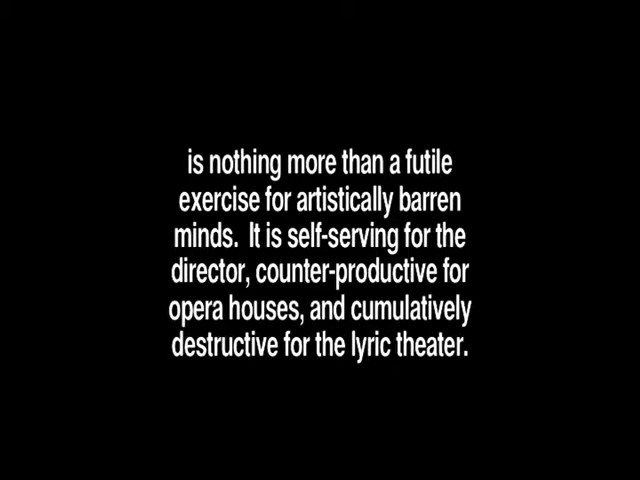 is nothing more than a futile
exercise for artistically barren
minds.  It is self-serving for the
director, counter-productive for
opera houses, and cumulatively
destructive for the lyric theater.